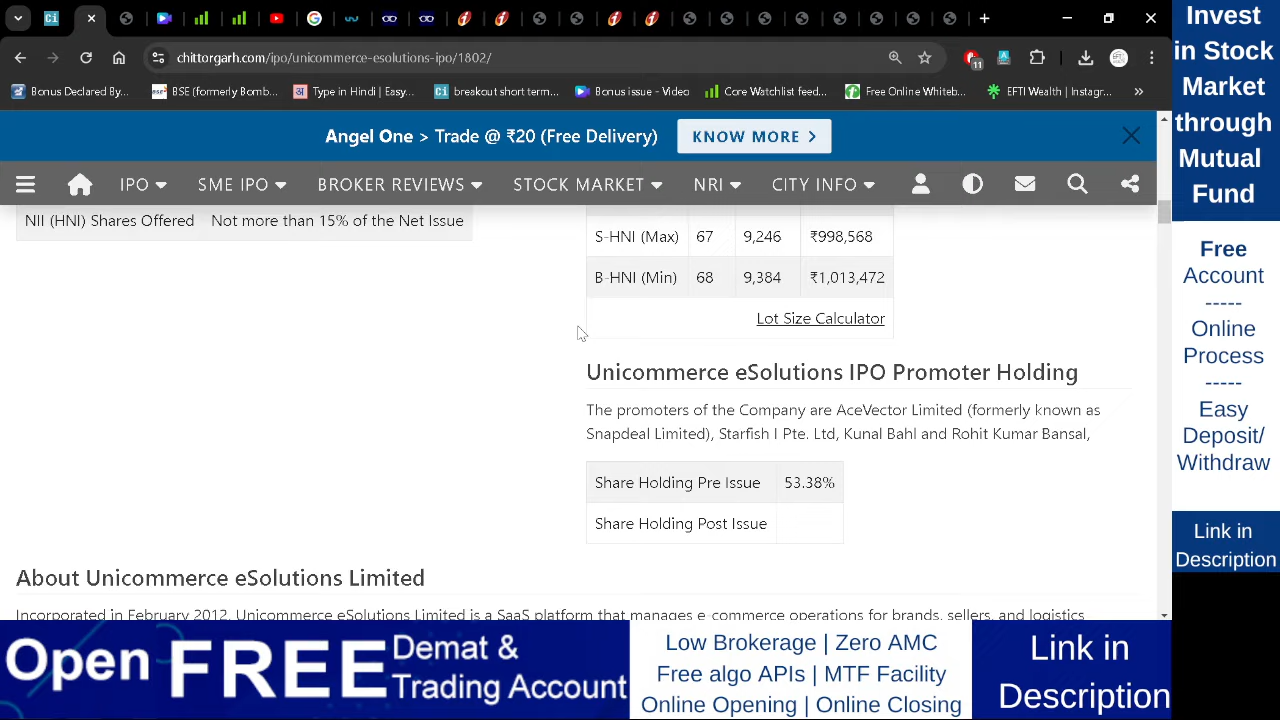 chittorgarh.com/ipo/unicommerce-esolutions-ipo/1802/
11
Bonus Declared By...
BSE (formerly Bomb...
Type in Hindi | Easy...
breakout short term...
Bonus issue - Video
Core Watchlist feed...
Free Online Whiteb...
EFTI Wealth | Instagr...
»
Angel One > Trade @ ₹20 (Free Delivery)
KNOW MORE >
IPO
SME IPO
BROKER REVIEWS
STOCK MARKET
NRI
CITY INFO
NII (HNI) Shares Offered Not more than 15% of the Net Issue
S-HNI (Max) 67 9,246 ₹998,568
B-HNI (Min) 68 9,384 ₹1,013,472
Lot Size Calculator
Unicommerce eSolutions IPO Promoter Holding
The promoters of the Company are AceVector Limited (formerly known as
Snapdeal Limited), Starfish I Pte. Ltd, Kunal Bahl and Rohit Kumar Bansal,
Share Holding Pre Issue 53.38%
Share Holding Post Issue
About Unicommerce eSolutions Limited
Incorporated in February 2012, Unicommerce eSolutions Limited is a SaaS platform that manages e-commerce operations for brands, sellers, and logistics
Invest
in Stock
Market
through
Mutual
Fund
Free
Account
-----
Online
Process
-----
Easy
Deposit/
Withdraw
Link in
Description
Open FREE
Demat &
Trading Account
Low Brokerage | Zero AMC
Free algo APIs | MTF Facility
Online Opening | Online Closing
Link in
Description